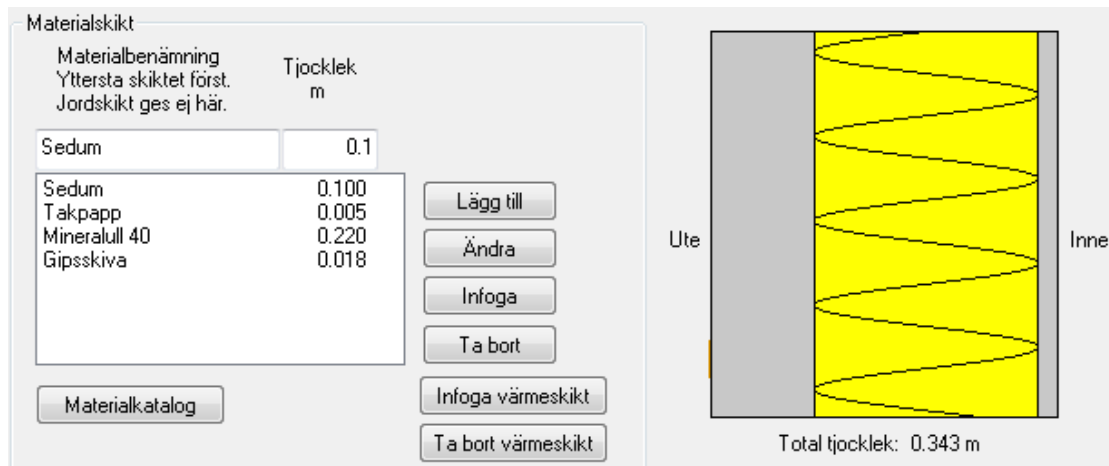 Materialskikt
Materialbenämning
Yttersta skiktet först.
Jordskikt ges ej här.
Tjocklek
m
Sedum 0.1
Sedum 0.100
Takpapp 0.005
Mineralull 40 0.220
Gipsskiva 0.018
Lägg till
Ändra
Infoga
Ta bort
Materialkatalog
Infoga värmeskikt
Ta bort värmeskikt
Ute
Inne
Total tjocklek: 0.343 m